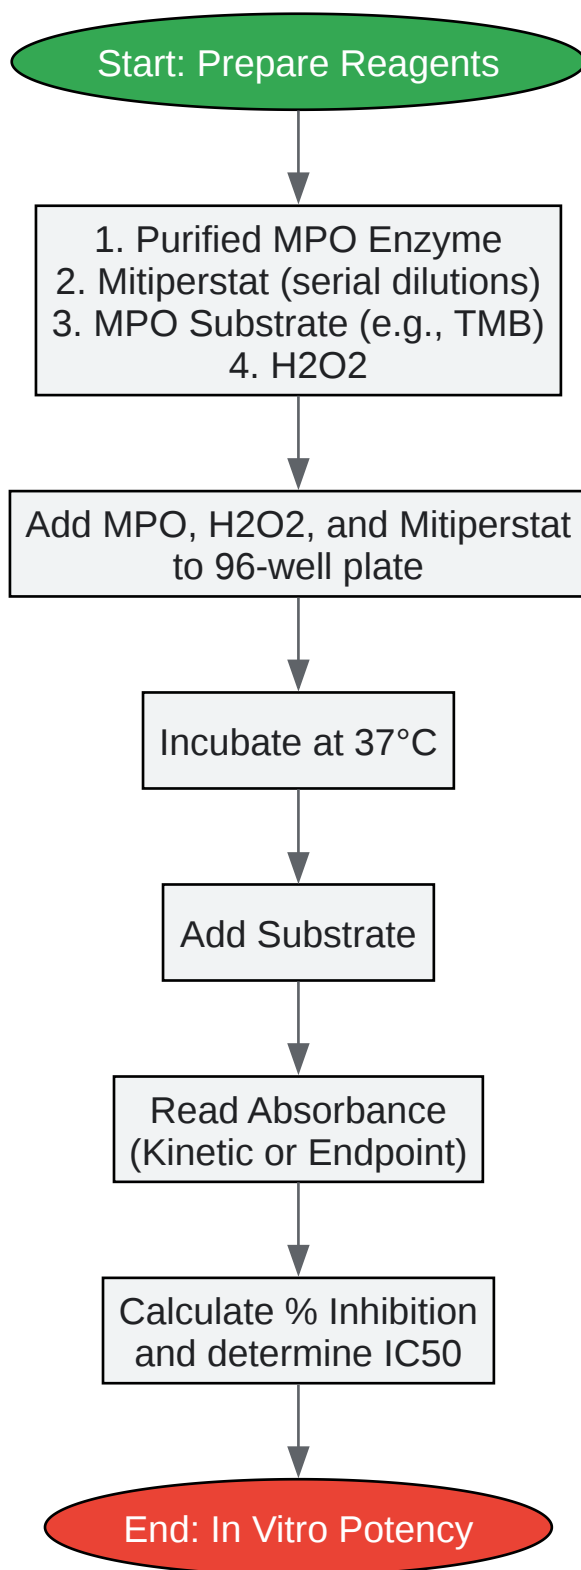 Start: Prepare Reagents
1. Purified MPO Enzyme
2. Mitiperstat (serial dilutions)
3. MPO Substrate (e.g., TMB)
4. H2O2
Add MPO, H2O2, and Mitiperstat
to 96-well plate
Incubate at 37°C
Add Substrate
Read Absorbance
(Kinetic or Endpoint)
Calculate % Inhibition
and determine IC50
End: In Vitro Potency